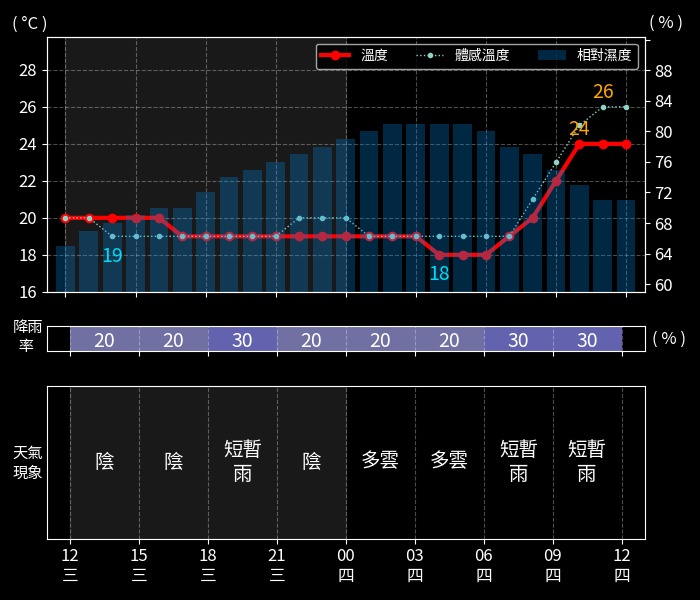 ( °C )
( % )
溫度
體感溫度
相對濕度
28
26
24
22
20
18
16
88
84
80
76
72
68
64
60
26
24
19
18
降雨
率
20
20
30
20
20
20
30
30
( % )
天氣
現象
陰
陰
短暫
雨
陰
多雲
多雲
短暫
雨
短暫
雨
12
三
15
三
18
三
21
三
00
四
03
四
06
四
09
四
12
四